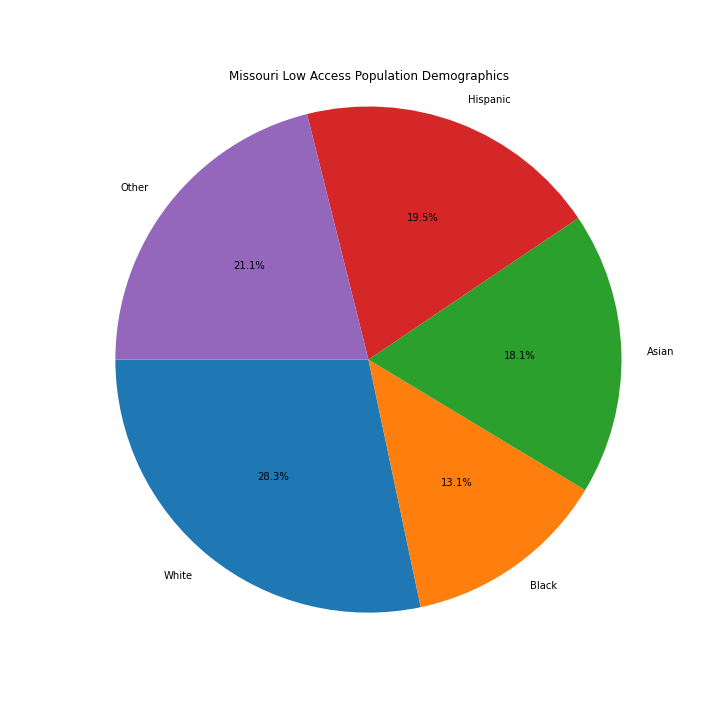 Missouri Low Access Population Demographics
Hispanic
Other
19.5%
21.1%
Asian
18.1%
28.3%
13.1%
White
Black